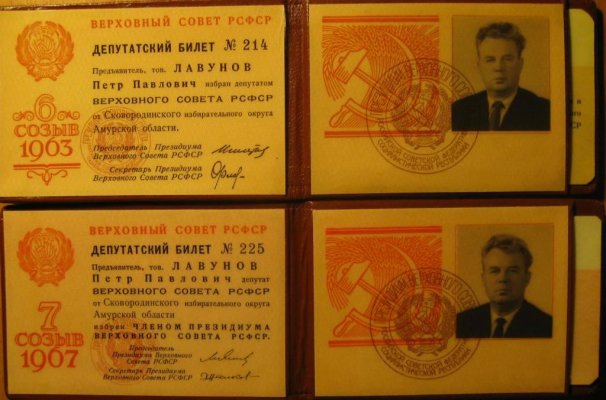 ВЕРХОВНЫЙ СОВЕТ РСФСР
ДЕПУТАТСКИЙ БИЛЕТ № 214
Предъявитель, тов. ЛАВУНОВ
Петр Павлович избран депутатом
ВЕРХОВНОГО СОВЕТА РСФСР
от Сковородинского избирательного округа
Амурской области.
Председатель Президиума
Верховного Совета РСФСР
Секретарь Президиума
Верховного Совета РСФСР
6
СОЗЫВ
1963
ВЕРХОВНЫЙ СОВЕТ РСФСР
ДЕПУТАТСКИЙ БИЛЕТ № 225
Предъявитель, тов. ЛАВУНОВ
Петр Павлович депутат
ВЕРХОВНОГО СОВЕТА РСФСР
от Сковородинского избирательного округа
Амурской области
избран ЧЛЕНОМ ПРЕЗИДИУМА
ВЕРХОВНОГО СОВЕТА РСФСР.
Председатель
Президиума Верховного
Совета РСФСР
Секретарь Президиума
Верховного Совета РСФСР
7
СОЗЫВ
1967